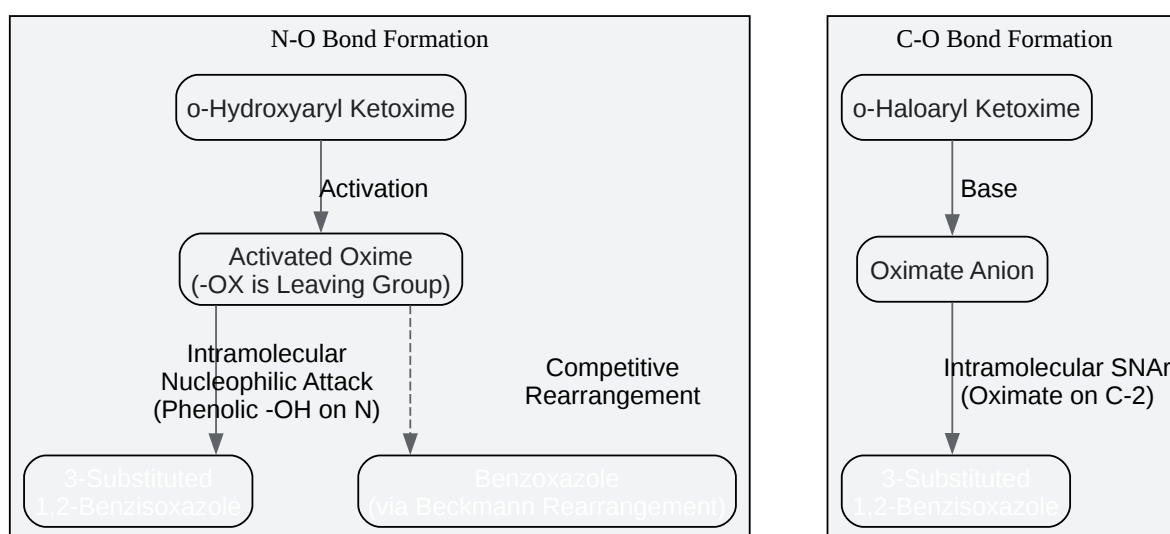 N-O Bond Formation
o-Hydroxyaryl Ketoxime
Activation
Activated Oxime
(-OX is Leaving Group)
Intramolecular
Nucleophilic Attack
(Phenolic -OH on N)
Competitive
Rearrangement
3-Substituted
1,2-Benzisoxazole
Benzoxazole
(via Beckmann Rearrangement)
C-O Bond Formation
o-Haloaryl Ketoxime
Base
Oximate Anion
Intramolecular SNAr
(Oximate on C-2)
3-Substituted
1,2-Benzisoxazole